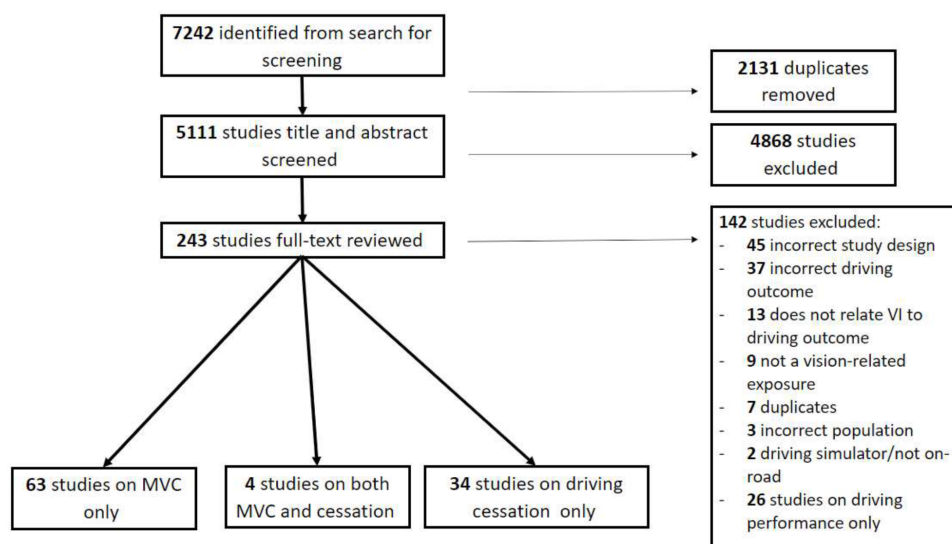 7242 identified from search for
screening
2131 duplicates
removed
5111 studies title and abstract
screened
4868 studies
excluded
243 studies full-text reviewed
142 studies excluded:
- 45 incorrect study design
- 37 incorrect driving
outcome
- 13 does not relate VI to
driving outcome
- 9 not a vision-related
exposure
- 7 duplicates
- 3 incorrect population
- 2 driving simulator/not on-
road
- 26 studies on driving
performance only
63 studies on MVC
only
4 studies on both
MVC and cessation
34 studies on driving
cessation only